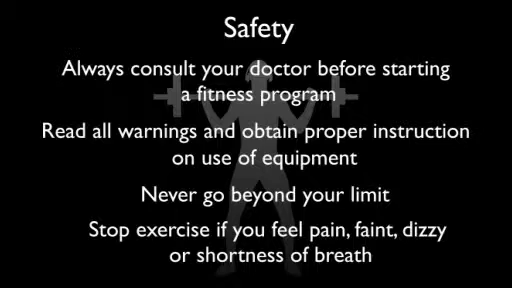 Safety
Always consult your doctor before starting
a fitness program
Read all warnings and obtain proper instruction
on use of equipment
Never go beyond your limit
Stop exercise if you feel pain, faint, dizzy
or shortness of breath